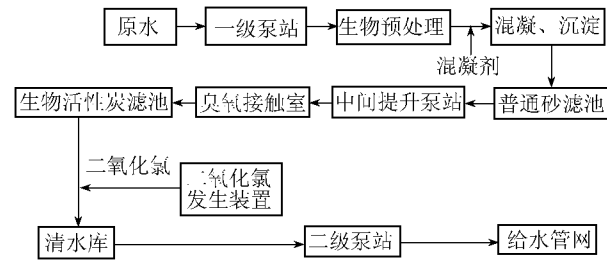 原水
一级泵站
生物预处理
混凝、沉淀
混凝剂
生物活性炭滤池
臭氧接触室
中间提升泵站
普通砂滤池
二氧化氯
二氧化氯
发生装置
清水库
二级泵站
给水管网